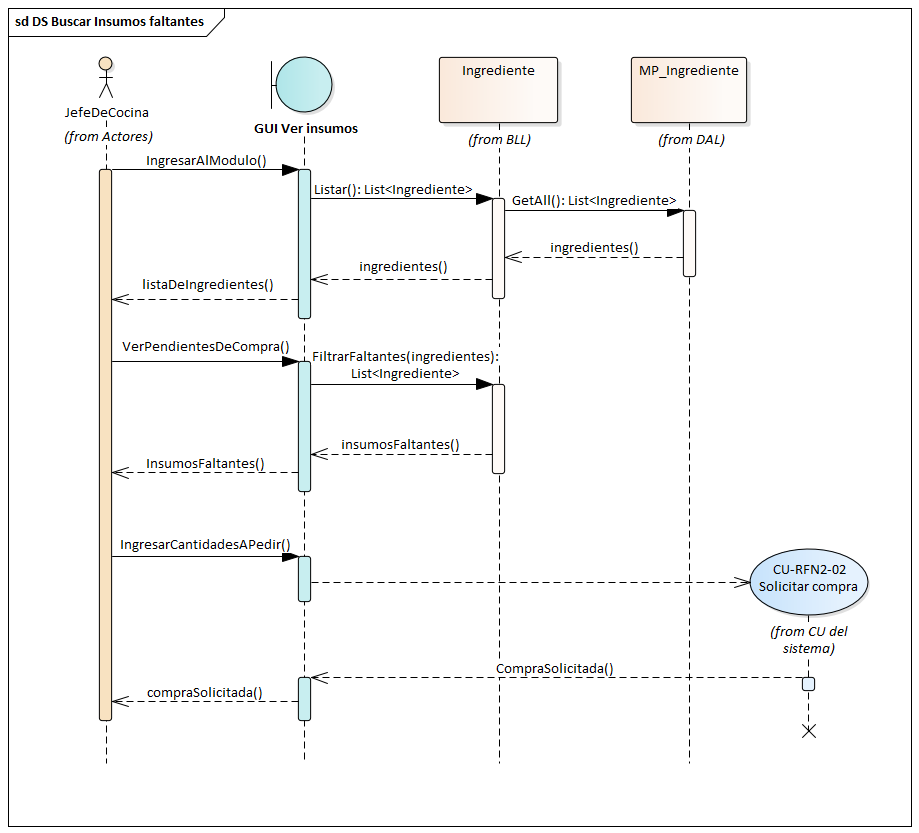 sd DS Buscar Insumos faltantes
JefeDeCocina
(from Actores)
GUI Ver insumos
Ingrediente
(from BLL)
MP_Ingrediente
(from DAL)
IngresarAlModulo()
Listar(): List<Ingrediente>
GetAll(): List<Ingrediente>
ingredientes()
ingredientes()
listaDeIngredientes()
VerPendientesDeCompra()
FiltrarFaltantes(ingredientes):
List<Ingrediente>
insumosFaltantes()
InsumosFaltantes()
IngresarCantidadesAPedir()
CU-RFN2-02
Solicitar compra
(from CU del
sistema)
CompraSolicitada()
compraSolicitada()